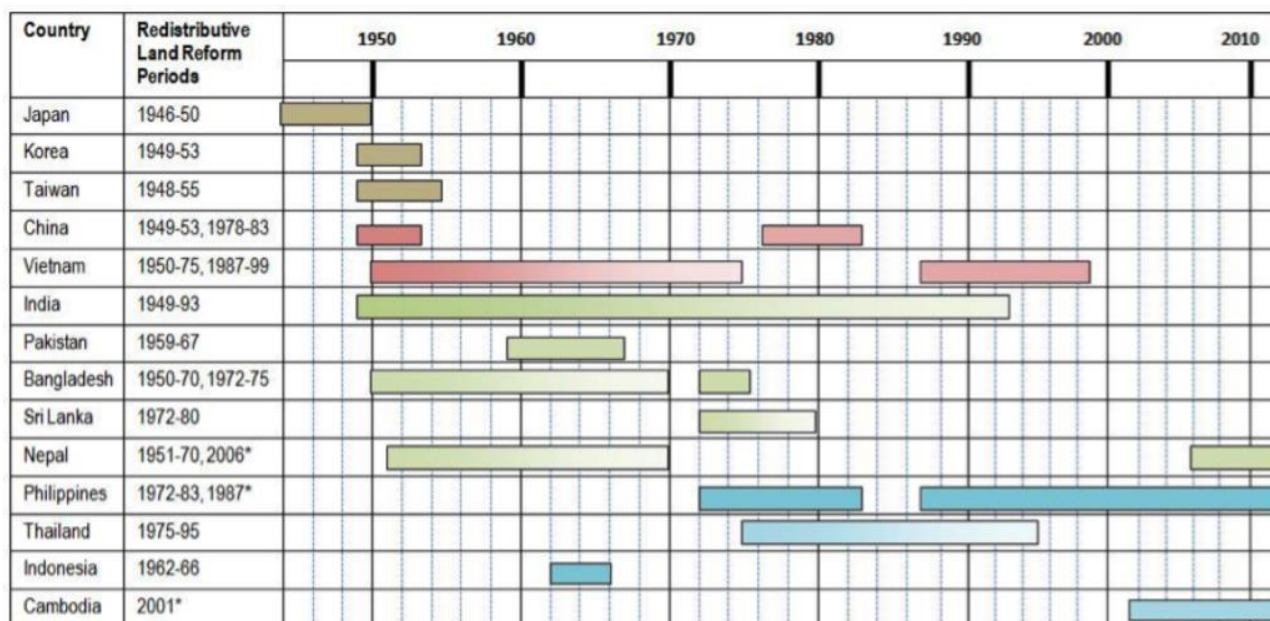 Country Redistributive Land Reform Periods 1950 1960 1970 1980 1990 2000 2010
Japan 1946-50
Korea 1949-53
Taiwan 1948-55
China 1949-53, 1978-83
Vietnam 1950-75, 1987-99
India 1949-93
Pakistan 1959-67
Bangladesh 1950-70, 1972-75
Sri Lanka 1972-80
Nepal 1951-70, 2006*
Philippines 1972-83, 1987*
Thailand 1975-95
Indonesia 1962-66
Cambodia 2001*